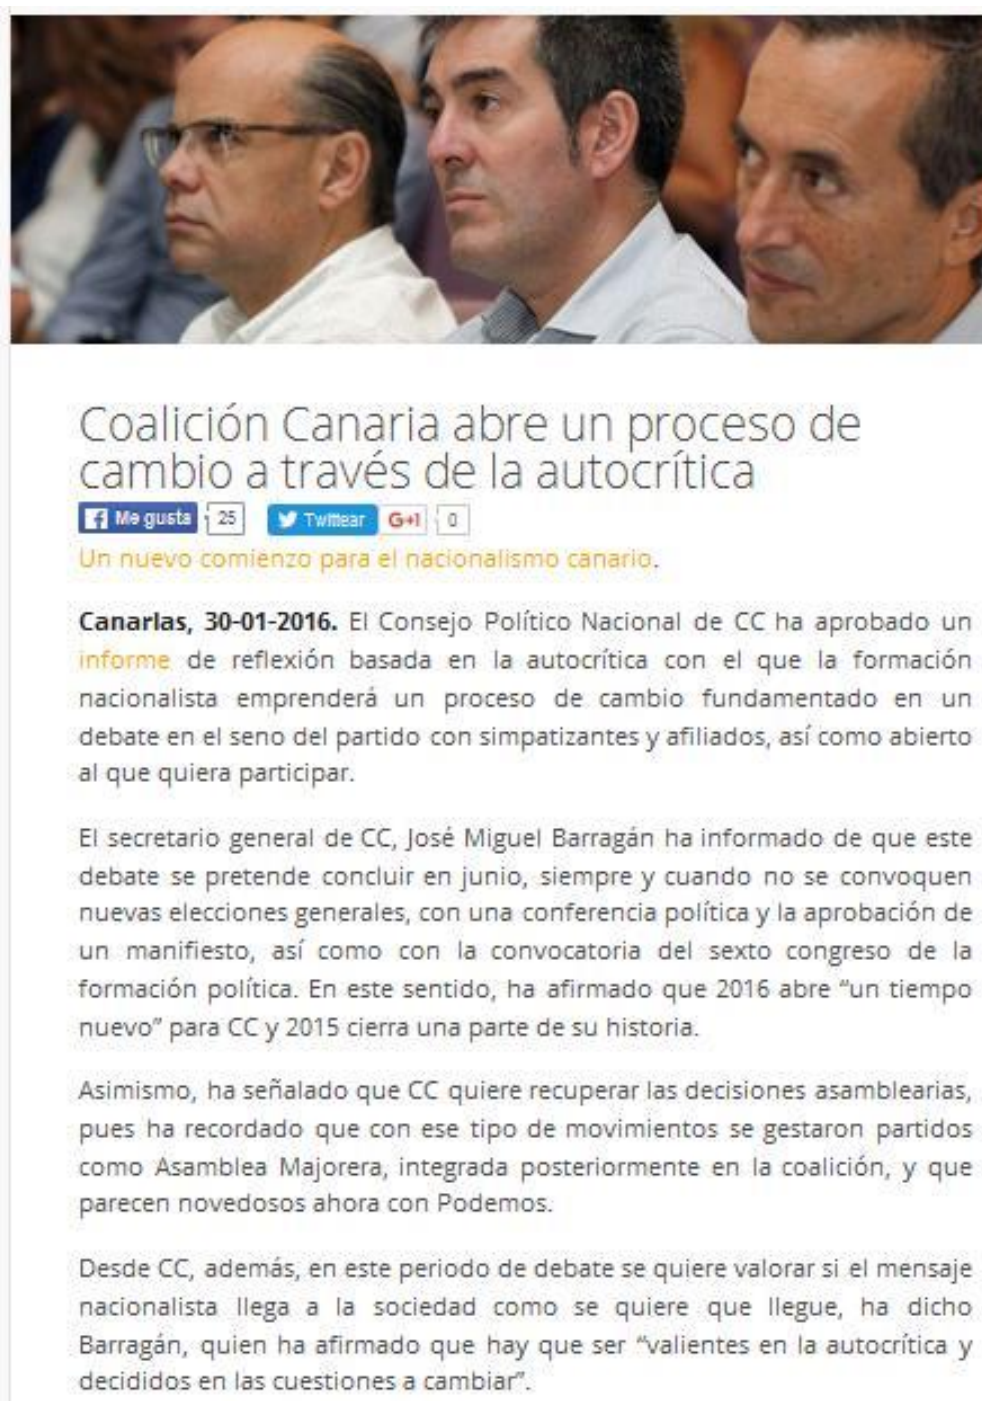 Coalición Canaria abre un proceso de
cambio a través de la autocrítica
Me gusta 25 Twittear G+1 0
Un nuevo comienzo para el nacionalismo canario.
Canarias, 30-01-2016. El Consejo Político Nacional de CC ha aprobado un
informe de reflexión basada en la autocrítica con el que la formación
nacionalista emprenderá un proceso de cambio fundamentado en un
debate en el seno del partido con simpatizantes y afiliados, así como abierto
al que quiera participar.
El secretario general de CC, José Miguel Barragán ha informado de que este
debate se pretende concluir en junio, siempre y cuando no se convoquen
nuevas elecciones generales, con una conferencia política y la aprobación de
un manifiesto, así como con la convocatoria del sexto congreso de la
formación política. En este sentido, ha afirmado que 2016 abre “un tiempo
nuevo” para CC y 2015 cierra una parte de su historia.
Asimismo, ha señalado que CC quiere recuperar las decisiones asamblearias,
pues ha recordado que con ese tipo de movimientos se gestaron partidos
como Asamblea Majorera, integrada posteriormente en la coalición, y que
parecen novedosos ahora con Podemos.
Desde CC, además, en este periodo de debate se quiere valorar si el mensaje
nacionalista llega a la sociedad como se quiere que llegue, ha dicho
Barragán, quien ha afirmado que hay que ser “valientes en la autocrítica y
decididos en las cuestiones a cambiar”.